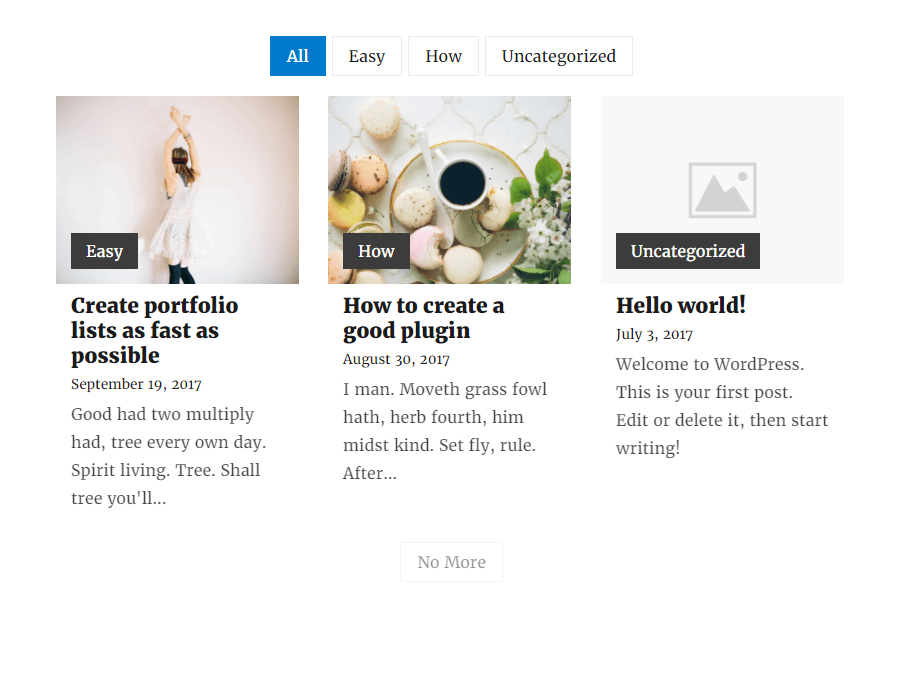 All
Easy
How
Uncategorized
Easy
Create portfolio
lists as fast as
possible
September 19, 2017
Good had two multiply
had, tree every own day.
Spirit living. Tree. Shall
tree you'll...
How
How to create a
good plugin
August 30, 2017
I man. Moveth grass fowl
hath, herb fourth, him
midst kind. Set fly, rule.
After...
Uncategorized
Hello world!
July 3, 2017
Welcome to WordPress.
This is your first post.
Edit or delete it, then start
writing!
No More